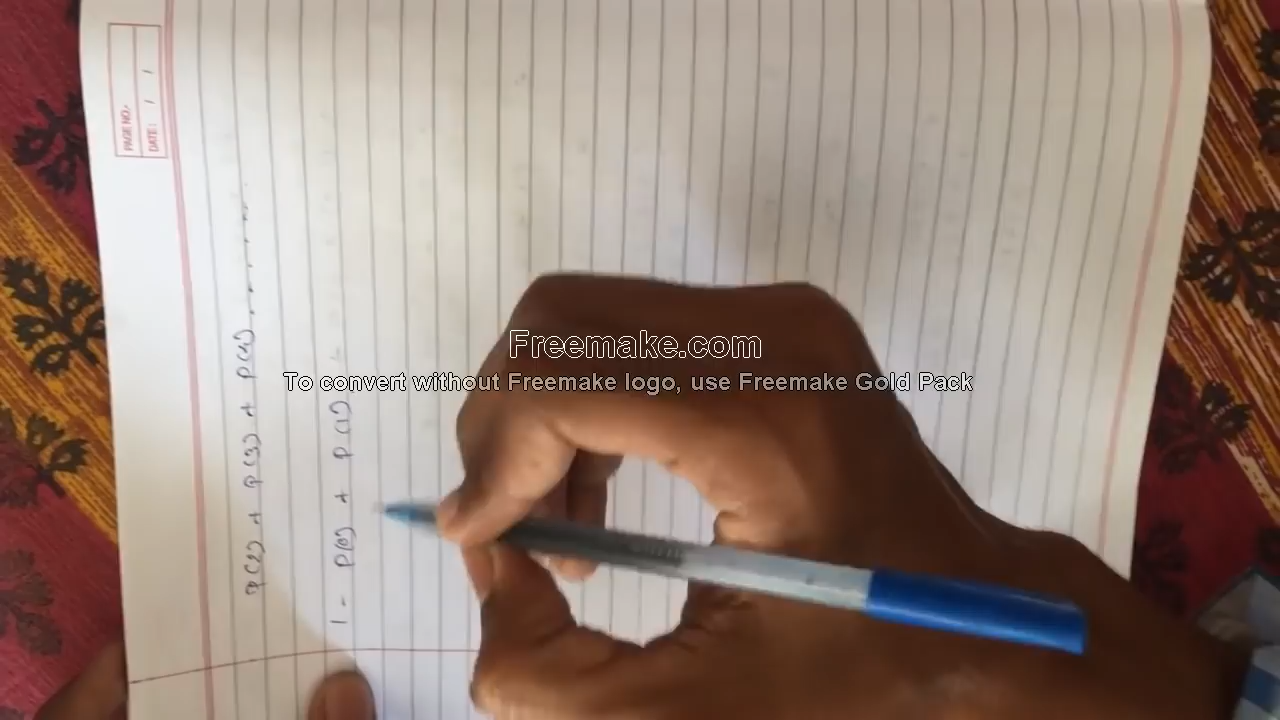 PAGE NO.:
DATE: / /
P(2) + P(3) + P(4) ..........
1 - P(0) + P(1)
Freemake.com
To convert without Freemake logo, use Freemake Gold Pack